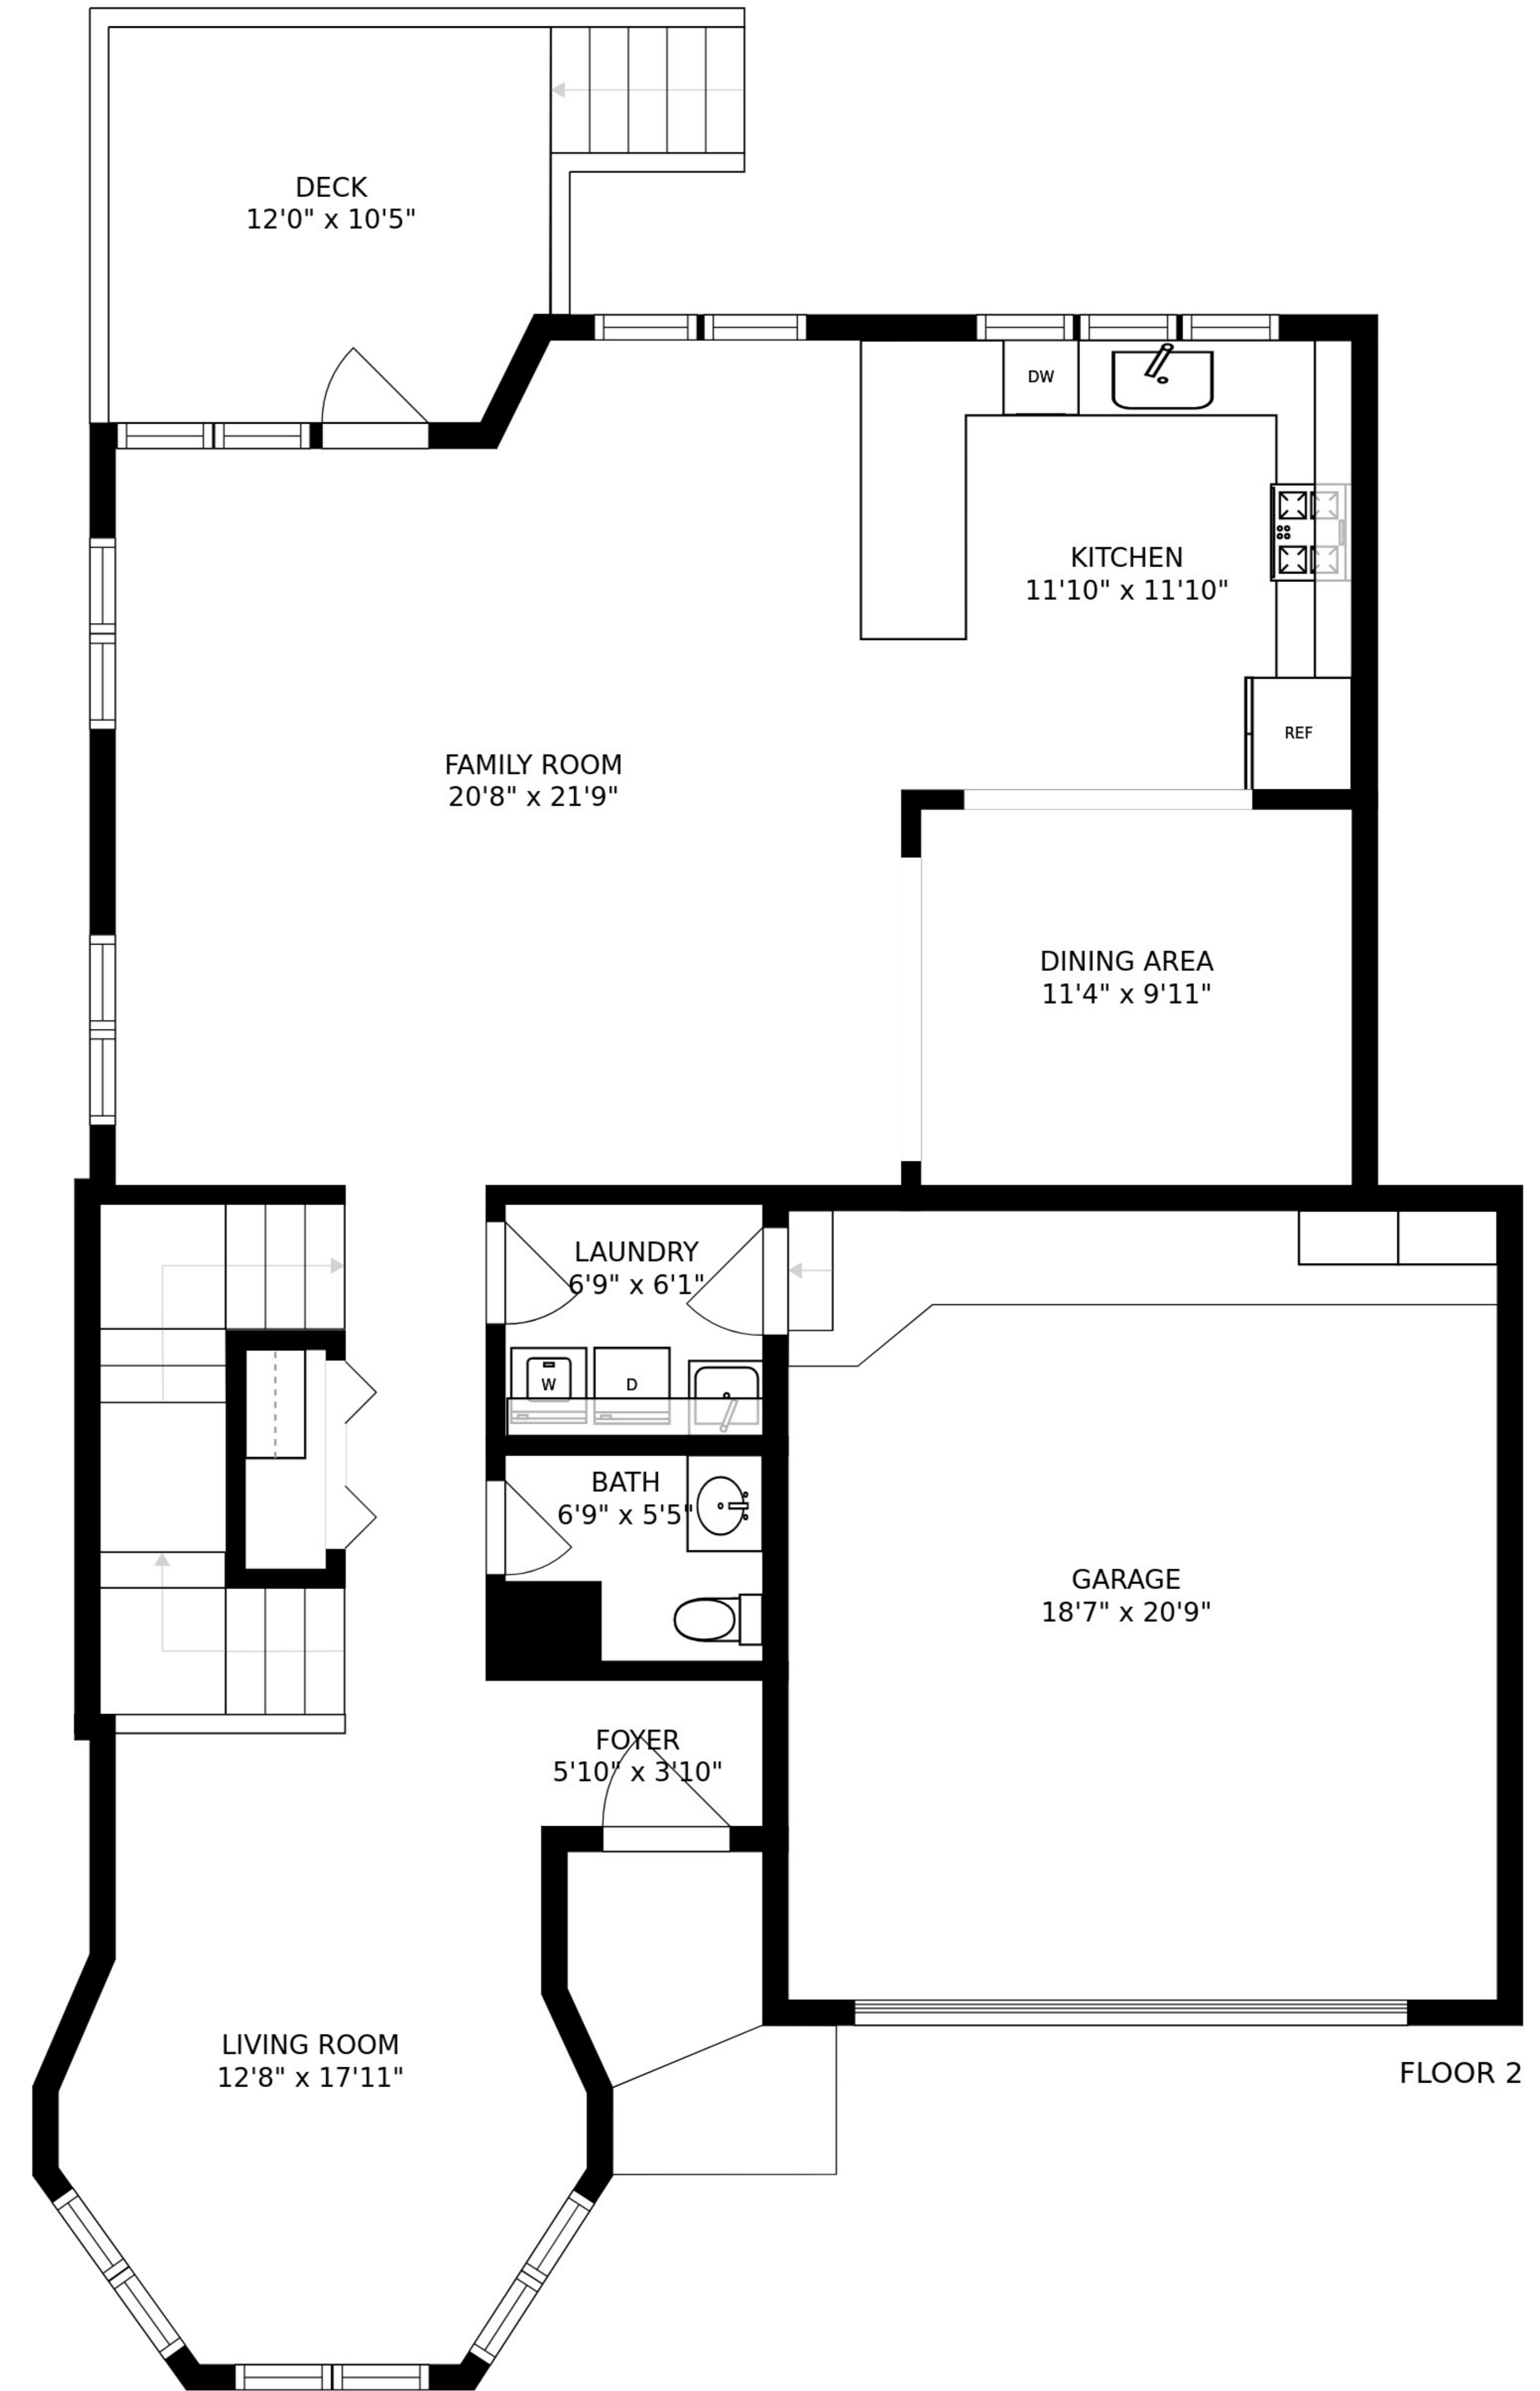 DECK
12'0" x 10'5"
DW
KITCHEN
11'10" x 11'10"
REF
FAMILY ROOM
20'8" x 21'9"
DINING AREA
11'4" x 9'11"
LAUNDRY
6'9" x 6'1"
W
D
BATH
6'9" x 5'5"
GARAGE
18'7" x 20'9"
FOYER
5'10" x 3'10"
LIVING ROOM
12'8" x 17'11"
FLOOR 2